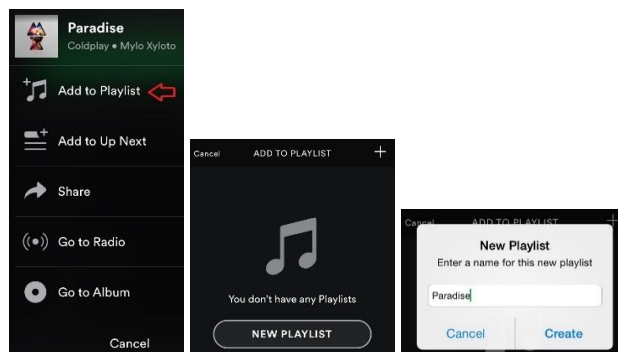 Paradise
Coldplay • Mylo Xyloto
Add to Playlist
Add to Up Next
Share
Go to Radio
Go to Album
Cancel
Cancel ADD TO PLAYLIST +
You don't have any Playlists
NEW PLAYLIST
Cancel ADD TO PLAYLIST +
New Playlist
Enter a name for this new playlist
Paradise
Cancel Create